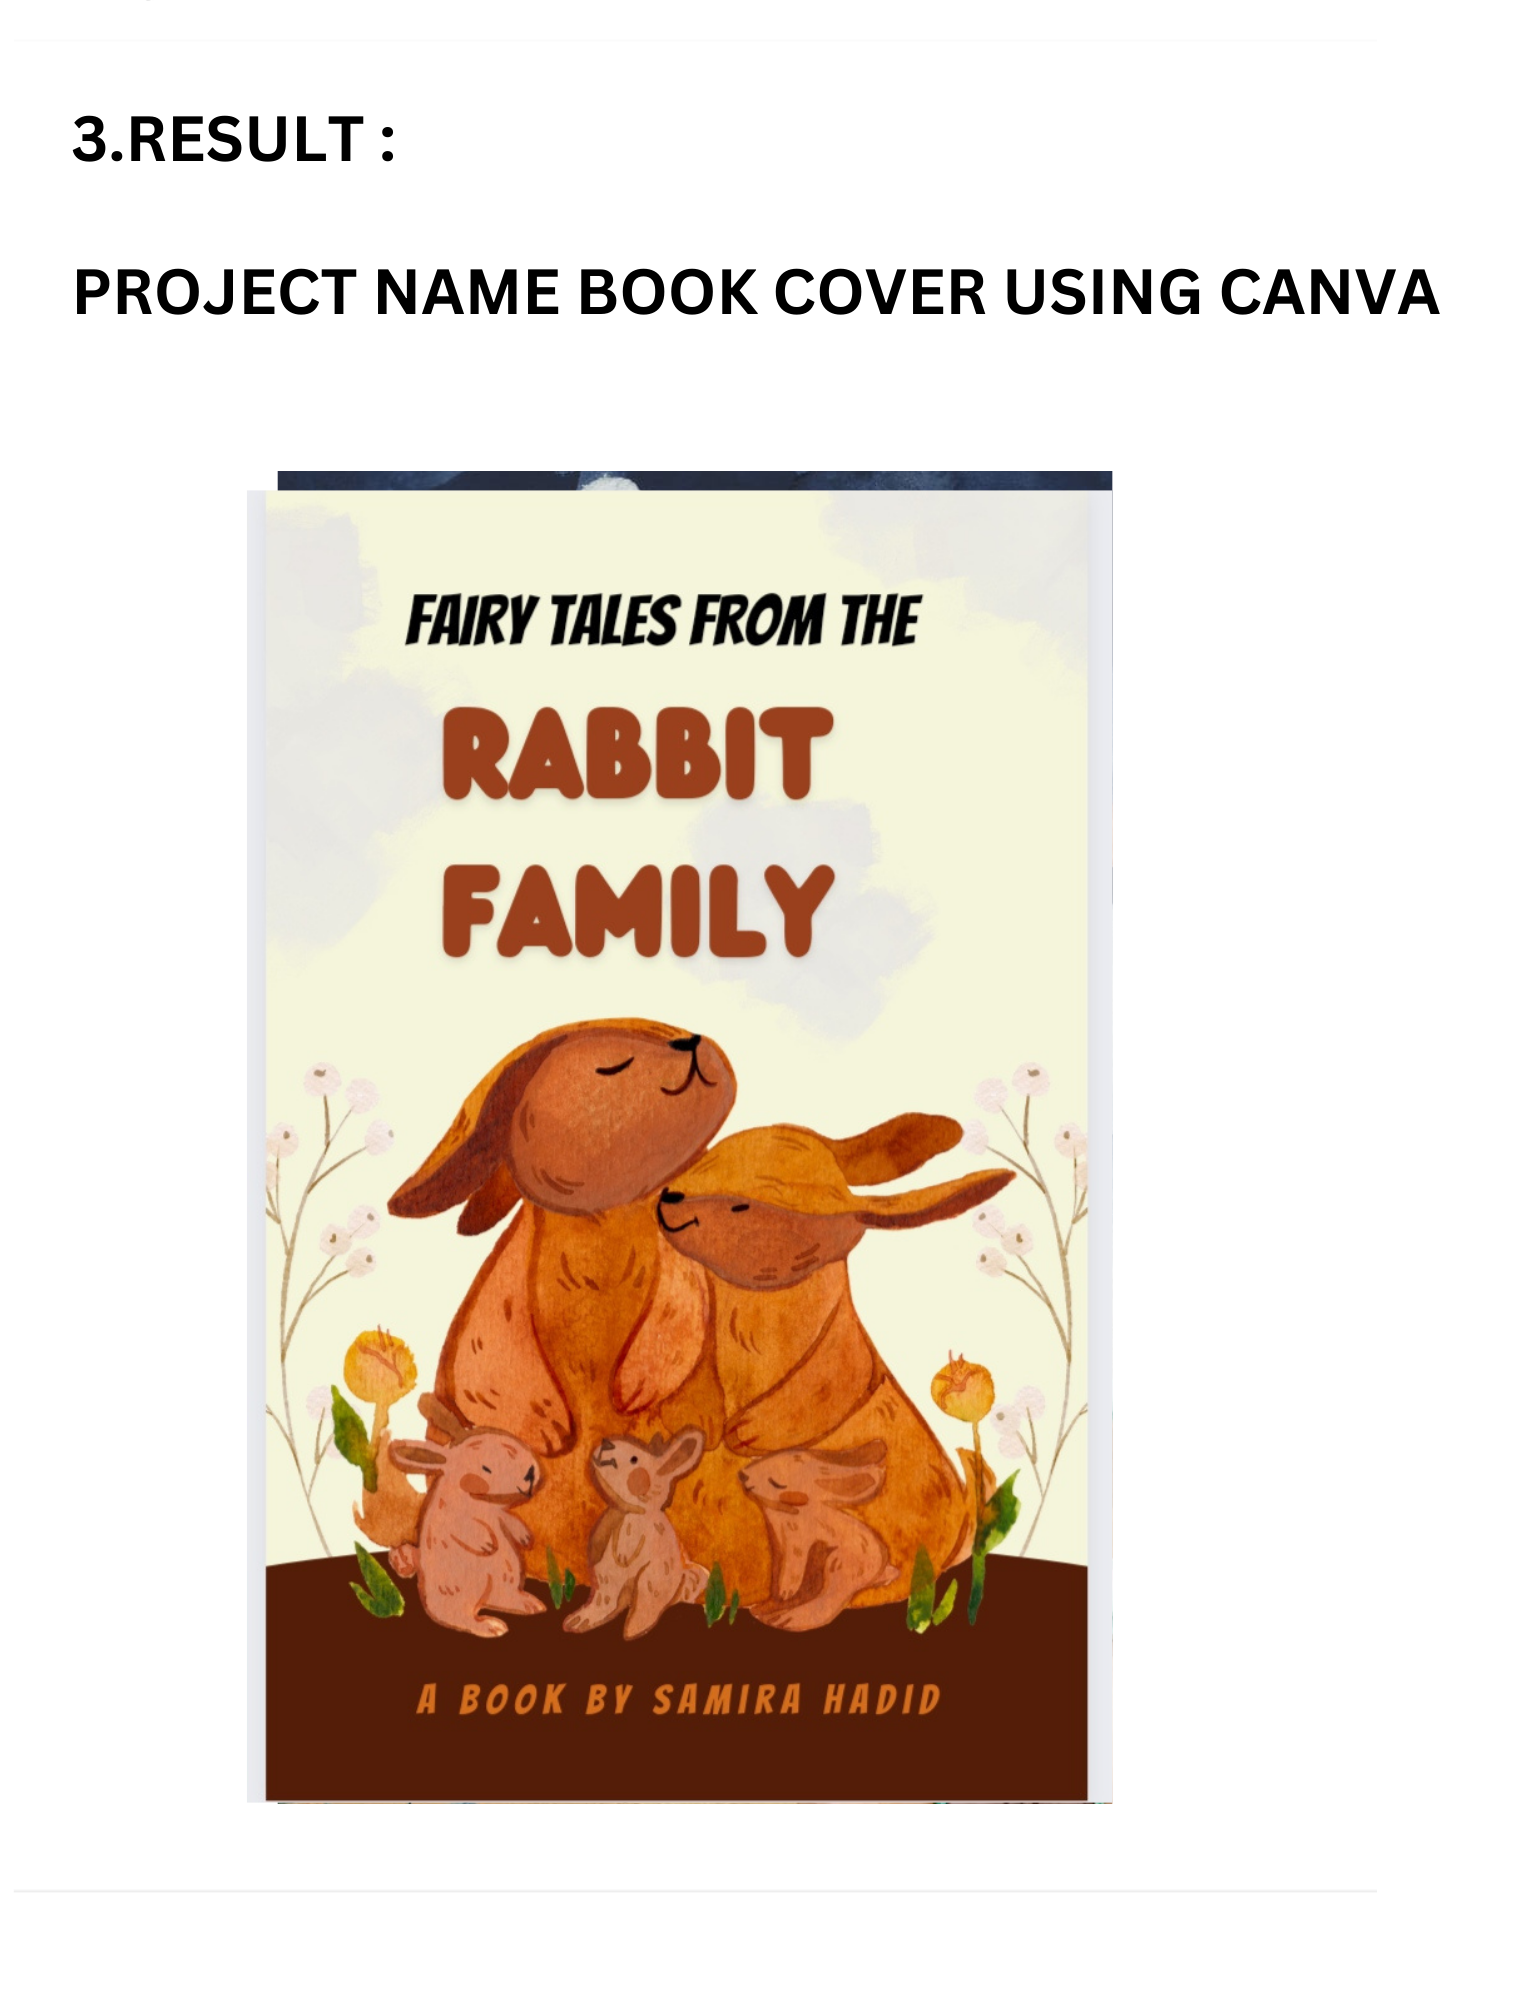 3.RESULT :
PROJECT NAME BOOK COVER USING CANVA
FAIRY TALES FROM THE
RABBIT
FAMILY
A BOOK BY SAMIRA HADID